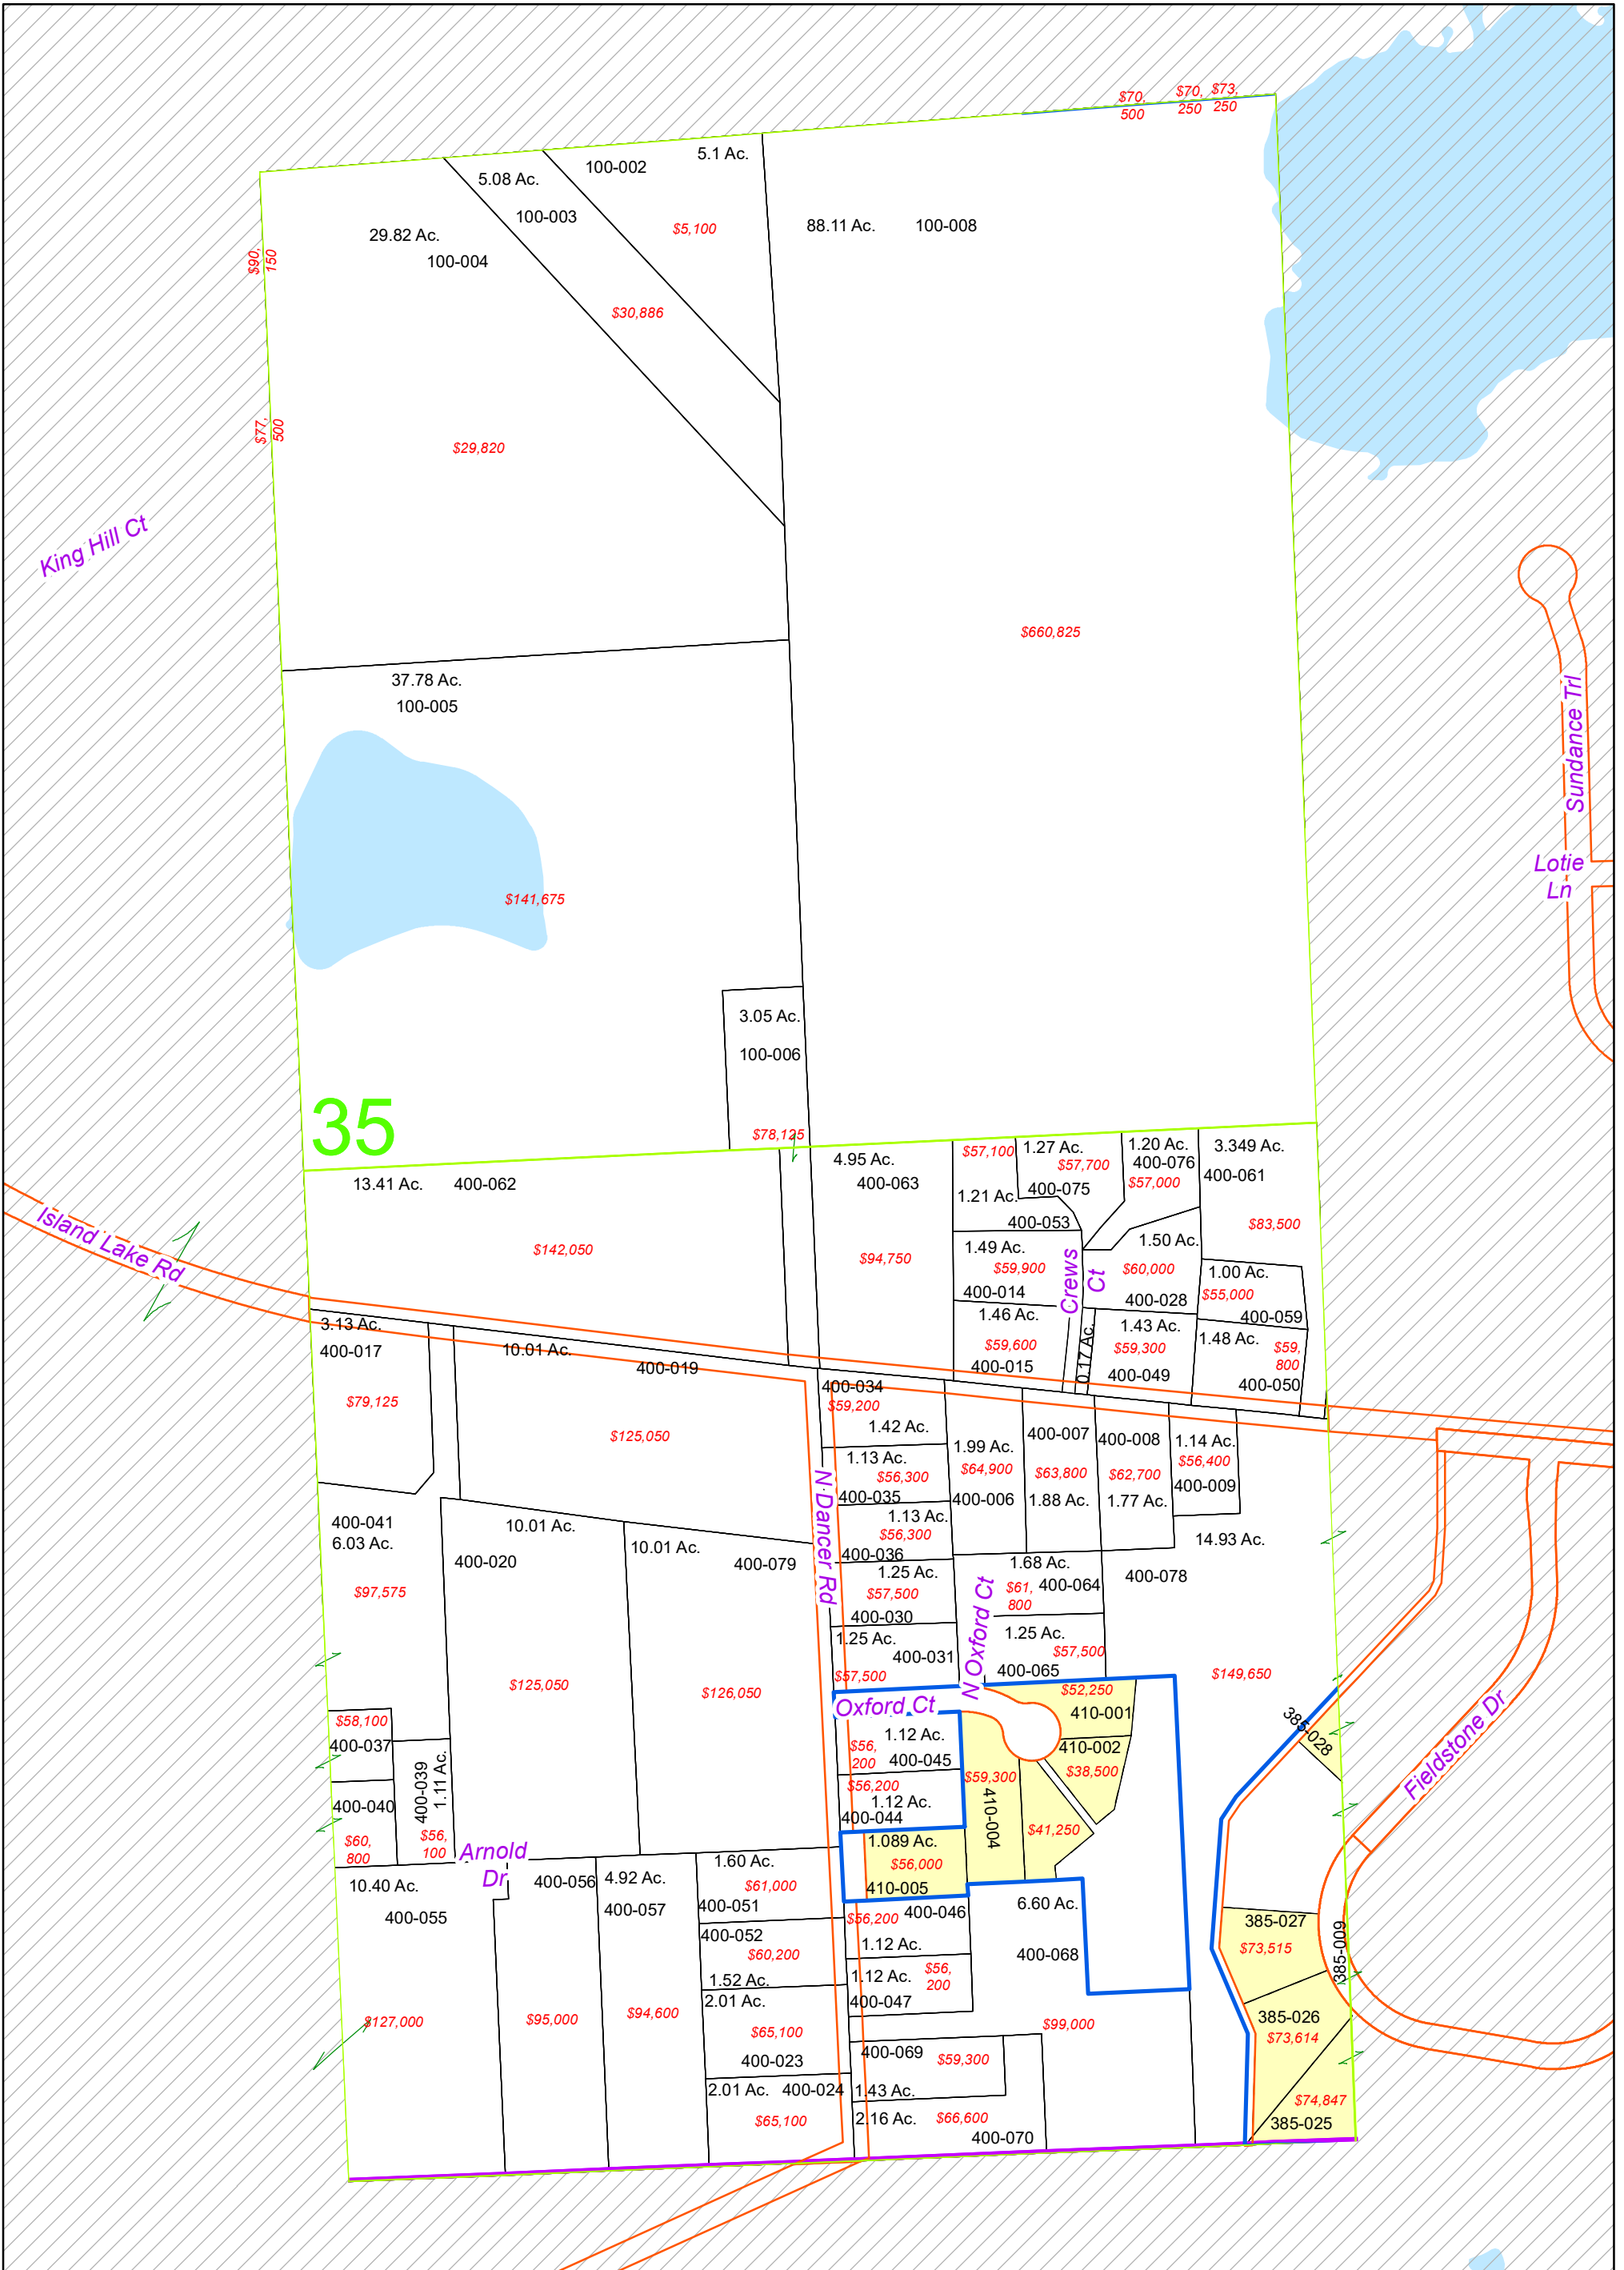 $70,
500
$70,
250
$73,
250
5.1 Ac.
100-002
5.08 Ac.
100-003
$5,100
88.11 Ac.
100-008
29.82 Ac.
100-004
$90,
150
$30,886
$77,
500
$29,820
King Hill Ct
$660,825
37.78 Ac.
100-005
Sundance Trl
Lotie
Ln
$141,675
3.05 Ac.
100-006
35
$78,125
13.41 Ac.
400-062
$142,050
4.95 Ac.
400-063
$94,750
$57,100
1.21 Ac.
400-053
1.27 Ac.
$57,700
400-075
1.20 Ac.
400-076
$57,000
3.349 Ac.
400-061
$83,500
Island Lake Rd
1.49 Ac.
$59,900
400-014
Crews
Ct
1.50 Ac.
$60,000
400-028
1.00 Ac.
$55,000
400-059
1.46 Ac.
$59,600
400-015
0.17 Ac.
1.43 Ac.
$59,300
400-049
1.48 Ac.
$59,
800
400-050
3.13 Ac.
400-017
$79,125
10.01 Ac.
400-019
$125,050
400-034
$59,200
1.42 Ac.
1.13 Ac.
$56,300
400-035
1.13 Ac.
$56,300
400-036
1.99 Ac.
$64,900
400-006
400-007
$63,800
1.88 Ac.
400-008
$62,700
1.77 Ac.
1.14 Ac.
$56,400
400-009
N Dancer Rd
400-041
6.03 Ac.
$97,575
10.01 Ac.
400-020
$125,050
10.01 Ac.
400-079
$126,050
1.25 Ac.
$57,500
400-030
1.25 Ac.
400-031
$57,500
N Oxford Ct
1.68 Ac.
$61,
800
400-064
1.25 Ac.
$57,500
400-065
14.93 Ac.
400-078
$149,650
Oxford Ct
$52,250
410-001
410-002
$38,500
385-028
Fieldstone Dr
$58,100
400-037
400-040
$60,
800
400-039
1.11 Ac.
$56,
100
1.12 Ac.
$56,
200
400-045
$56,200
1.12 Ac.
400-044
$59,300
410-004
$41,250
1.089 Ac.
$56,000
410-005
Arnold
Dr
10.40 Ac.
400-055
$127,000
400-056
$95,000
4.92 Ac.
400-057
$94,600
1.60 Ac.
$61,000
400-051
400-052
$60,200
1.52 Ac.
2.01 Ac.
$65,100
400-023
2.01 Ac.
400-024
$65,100
$56,200
400-046
1.12 Ac.
1.12 Ac.
$56,
200
400-047
6.60 Ac.
400-068
$99,000
400-069
$59,300
1.43 Ac.
2.16 Ac.
$66,600
400-070
385-027
$73,515
385-009
385-026
$73,614
$74,847
385-025